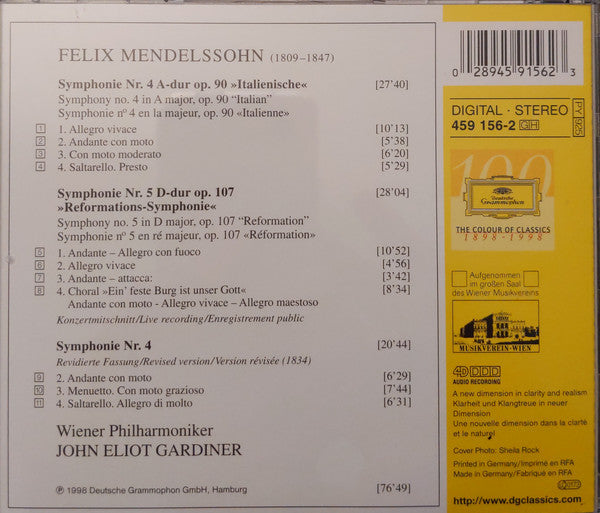 FELIX MENDELSSOHN (1809–1847)
Symphonie Nr. 4 A-dur op. 90 »Italienische« [27'40]
Symphony no. 4 in A major, op. 90 “Italian”
Symphonie nº 4 en la majeur, op. 90 «Italienne»
1 1. Allegro vivace [10'13]
2 2. Andante con moto [5'38]
3 3. Con moto moderato [6'20]
4 4. Saltarello. Presto [5'29]
Symphonie Nr. 5 D-dur op. 107 [28'04]
»Reformations-Symphonie«
Symphony no. 5 in D major, op. 107 “Reformation”
Symphonie nº 5 en ré majeur, op. 107 «Réformation»
5 1. Andante – Allegro con fuoco [10'52]
6 2. Allegro vivace [4'56]
7 3. Andante – attacca: [3'42]
8 4. Choral »Ein' feste Burg ist unser Gott« [8'34]
Andante con moto - Allegro vivace – Allegro maestoso
Konzertmitschnitt/Live recording/Enregistrement public
Symphonie Nr. 4 [20'44]
Revidierte Fassung/Revised version/Version révisée (1834)
9 2. Andante con moto [6'29]
10 3. Menuetto. Con moto grazioso [7'44]
11 4. Saltarello. Allegro di molto [6'31]
Wiener Philharmoniker
JOHN ELIOT GARDINER
℗ 1998 Deutsche Grammophon GmbH, Hamburg [76'49]
0 28945 91562 3
DIGITAL · STEREO
459 156-2 GH
PY 925
100
Deutsche
Grammophon
THE COLOUR OF CLASSICS
1898-1998
Aufgenommen
im großen Saal
des Wiener Musikvereins
MUSIKVEREIN·WIEN
4D DDD
AUDIO RECORDING
A new dimension in clarity and realism
Klarheit und Klangtreue in neuer
Dimension
Une nouvelle dimension dans la clarté
et le naturel
Cover Photo: Sheila Rock
Printed in Germany/Imprimé en RFA
Made in Germany/Fabriqué en RFA
http://www.dgclassics.com